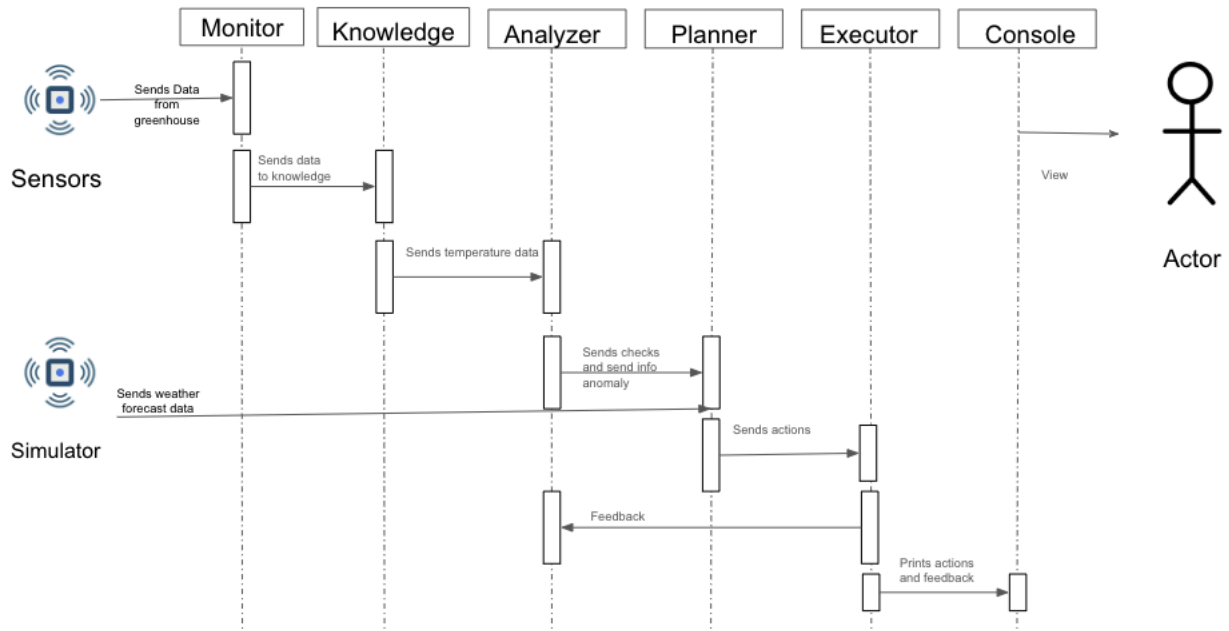 Monitor
Knowledge
Analyzer
Planner
Executor
Console
Sends Data
from
greenhouse
Sensors
Sends data
to knowledge
View
Sends temperature data
Actor
Sends checks
and send info
anomaly
Sends weather
forecast data
Simulator
Sends actions
Feedback
Prints actions
and feedback